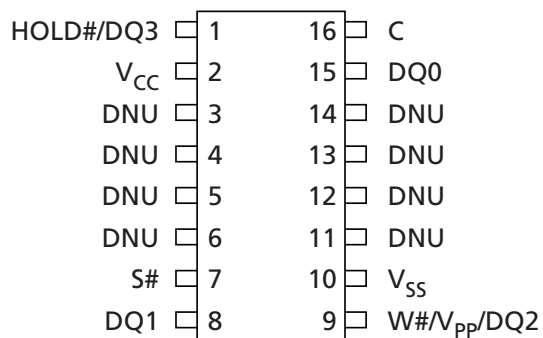 HOLD#/DQ3 1 16 C
VCC 2 15 DQ0
DNU 3 14 DNU
DNU 4 13 DNU
DNU 5 12 DNU
DNU 6 11 DNU
S# 7 10 VSS
DQ1 8 9 W#/VPP/DQ2